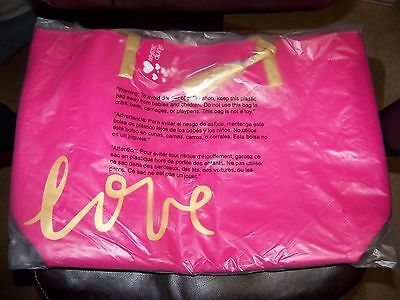 "Warning: To avoid danger of suffocation, keep this plastic
bag away from babies and children. Do not use this bag in
cribs, beds, carriages, or playpens. This bag is not a toy."
"Advertencia: Para evitar el riesgo de asfixia, mantenga esta
bolsa de plástico lejos de los bebés y los niños. No utilice
esta bolsa en cunas, camas, carros, o corrales. Esta bolsa no
es un juguete."
"Attention: Pour éviter tout risque d'étouffement, gardez ce
sac en plastique hors de portée des enfants. Ne pas utiliser
ce sac dans des berceaux, des lits, des voitures, ou les
parcs. Ce sac ne est pas un jouet."
love